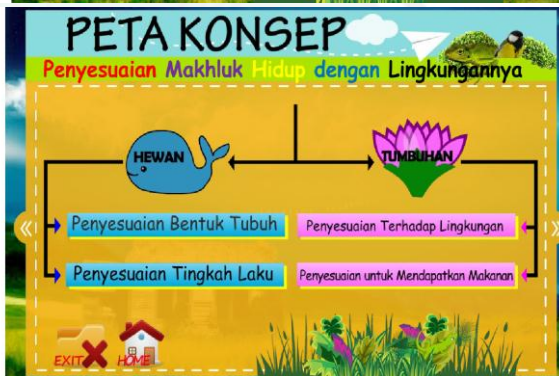 PETA KONSEP
Penyesuaian Makhluk Hidup dengan Lingkungannya
HEWAN
TUMBUHAN
Penyesuaian Bentuk Tubuh
Penyesuaian Terhadap Lingkungan
Penyesuaian Tingkah Laku
Penyesuaian untuk Mendapatkan Makanan
EXIT
HOME